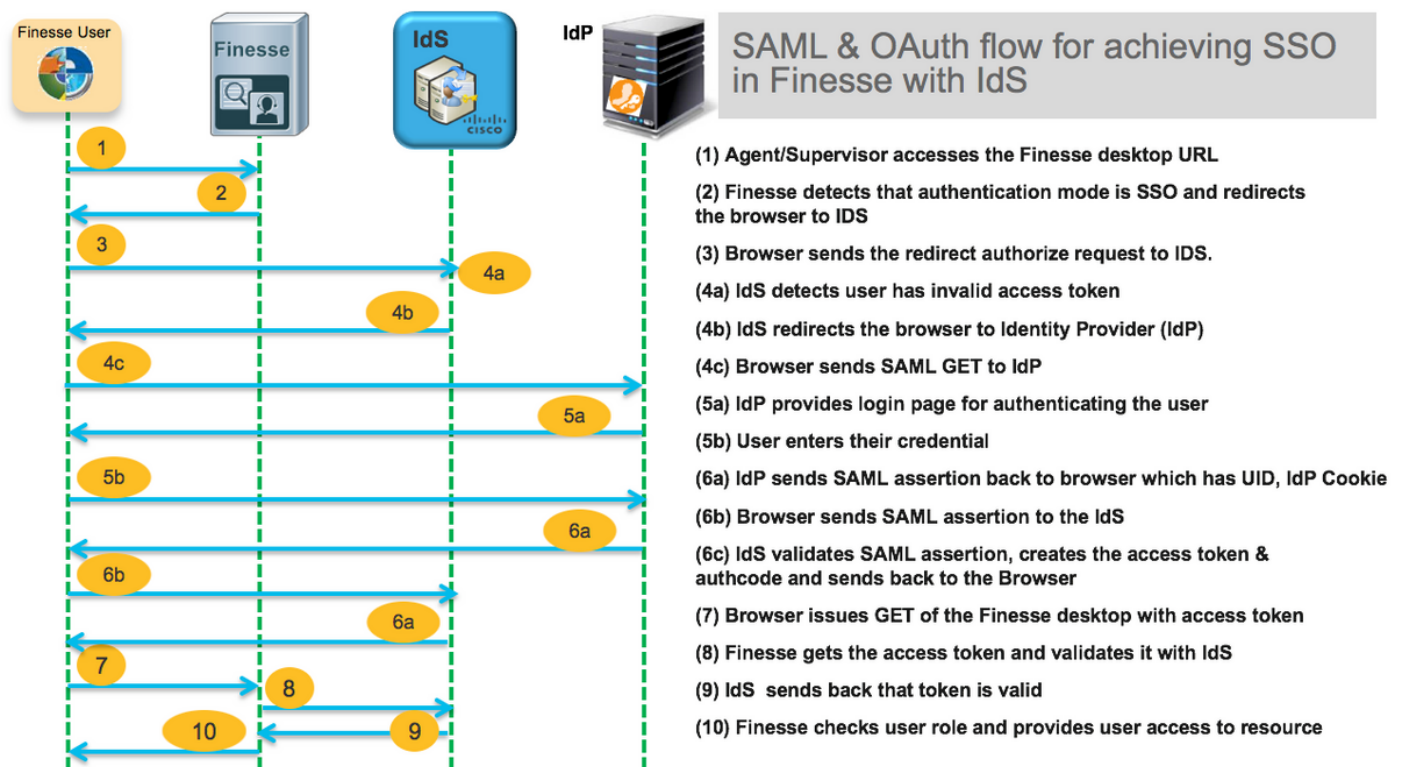 Finesse User
Finesse
IdS
CISCO
IdP
SAML & OAuth flow for achieving SSO
in Finesse with IdS
1
2
3
4a
4b
4c
5a
5b
6a
6b
6a
7
8
9
10
(1) Agent/Supervisor accesses the Finesse desktop URL
(2) Finesse detects that authentication mode is SSO and redirects
the browser to IDS
(3) Browser sends the redirect authorize request to IDS.
(4a) IdS detects user has invalid access token
(4b) IdS redirects the browser to Identity Provider (IdP)
(4c) Browser sends SAML GET to IdP
(5a) IdP provides login page for authenticating the user
(5b) User enters their credential
(6a) IdP sends SAML assertion back to browser which has UID, IdP Cookie
(6b) Browser sends SAML assertion to the IdS
(6c) IdS validates SAML assertion, creates the access token &
authcode and sends back to the Browser
(7) Browser issues GET of the Finesse desktop with access token
(8) Finesse gets the access token and validates it with IdS
(9) IdS  sends back that token is valid
(10) Finesse checks user role and provides user access to resource